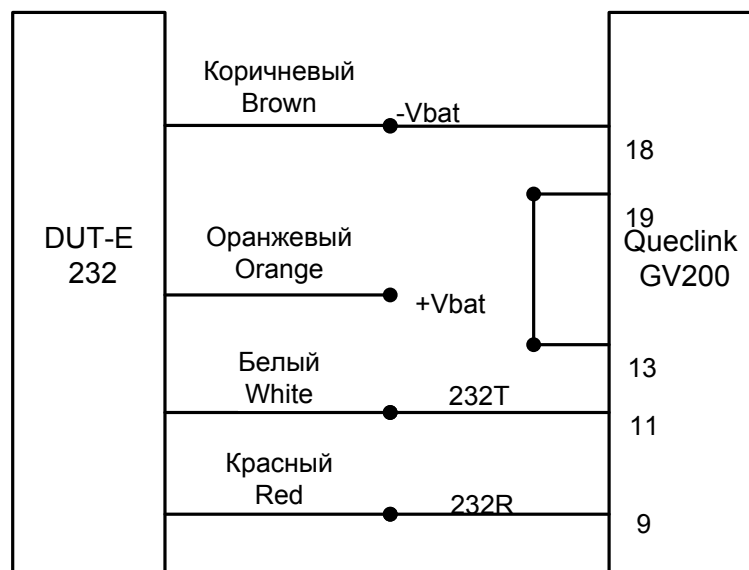 Коричневый
Brown
-Vbat
18
19
DUT-E
232
Оранжевый
Orange
+Vbat
Queclink
GV200
Белый
White
232T
13
11
Красный
Red
232R
9